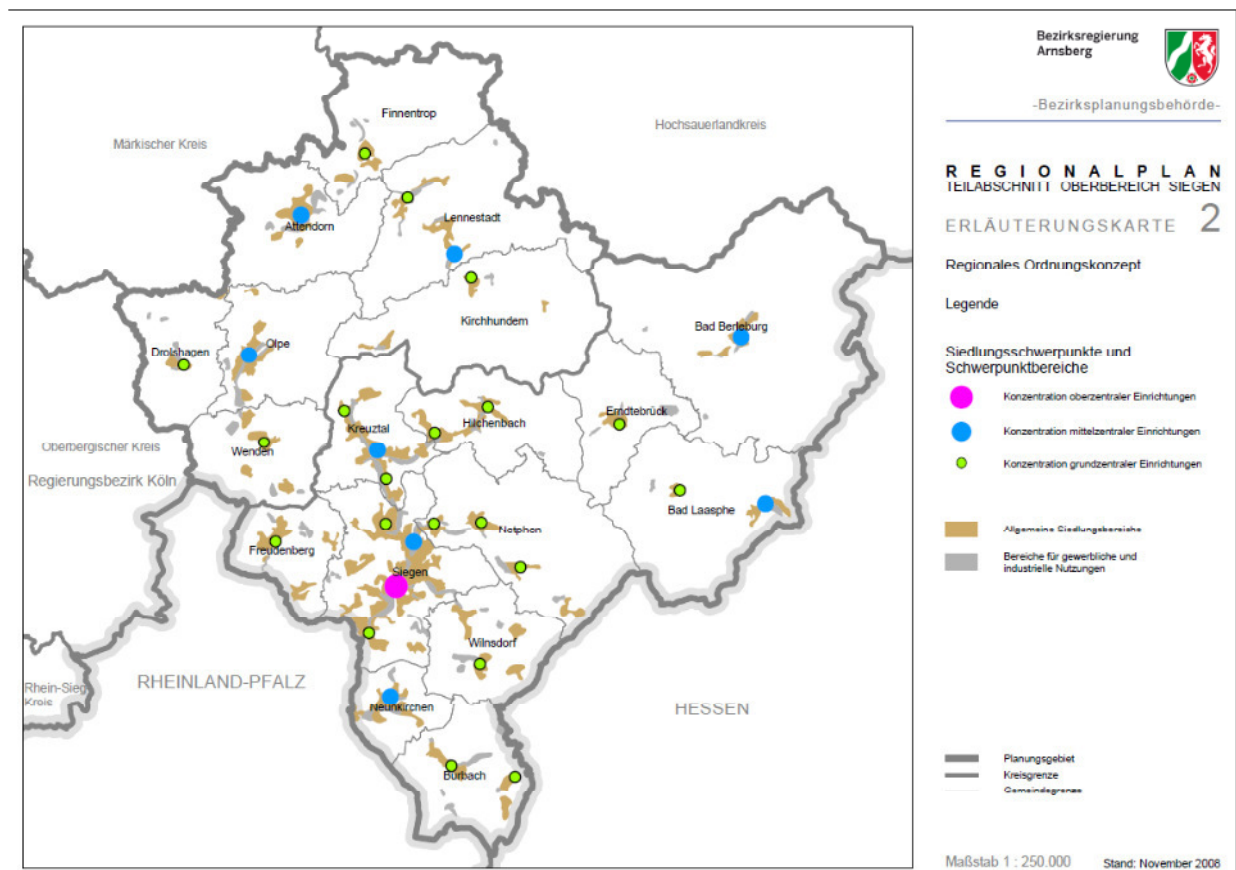 Bezirksregierung
Arnsberg
-Bezirksplanungsbehörde-
REGIONALPLAN
TEILABSCHNITT OBERBEREICH SIEGEN
ERLÄUTERUNGSKARTE 2
Regionales Ordnungskonzept
Legende
Siedlungsschwerpunkte und
Schwerpunktbereiche
Konzentration oberzentraler Einrichtungen
Konzentration mittelzentraler Einrichtungen
Konzentration grundzentraler Einrichtungen
Allgemeine Siedlungsbereiche
Bereiche für gewerbliche und
industrielle Nutzungen
Planungsgebiet
Kreisgrenze
Gemeindegrenze
Maßstab 1 : 250.000
Stand: November 2008
Finnentrop
Hochsauerlandkreis
Märkischer Kreis
Attendorn
Lennestadt
Kirchhundem
Bad Berleburg
Drolshagen
Olpe
Erndtebrück
Hilchenbach
Kreuztal
Wenden
Oberbergischer Kreis
Regierungsbezirk Köln
Bad Laasphe
Netphen
Freudenberg
Siegen
Wilnsdorf
RHEINLAND-PFALZ
Rhein-Sieg
Kreis
Neunkirchen
HESSEN
Burbach